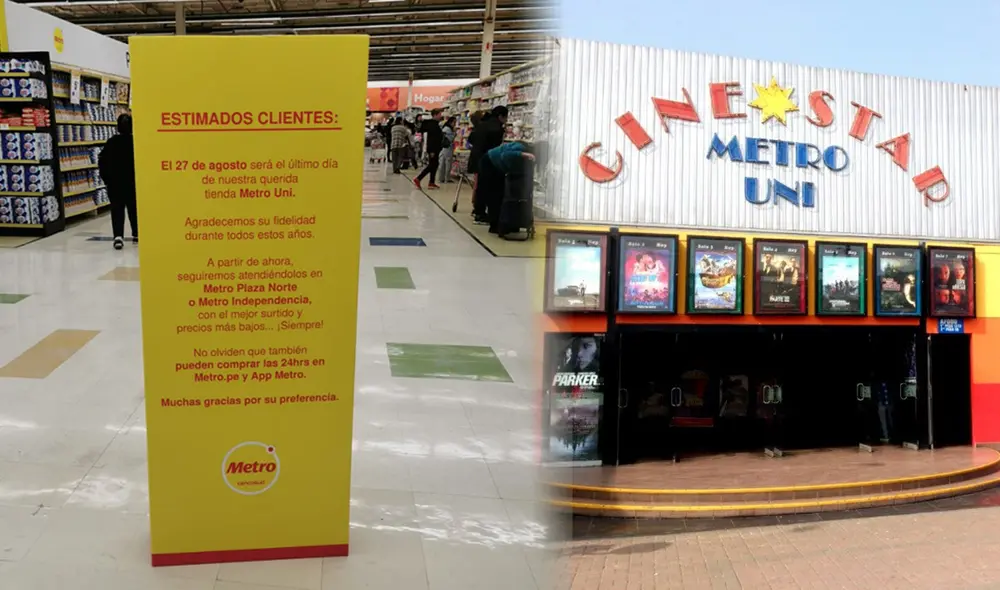 ESTIMADOS CLIENTES:
El 27 de agosto será el último día
de nuestra querida
tienda Metro Uni.
Agradecemos su fidelidad
durante todos estos años.
A partir de ahora,
seguiremos atendiéndolos en
Metro Plaza Norte
o Metro Independencia,
con el mejor surtido y
precios más bajos... ¡Siempre!
No olviden que también
pueden comprar las 24hrs en
Metro.pe y App Metro.
Muchas gracias por su preferencia.
Metro
cencosud
Hogar
CINE STAR
METRO
UNI
PARKER